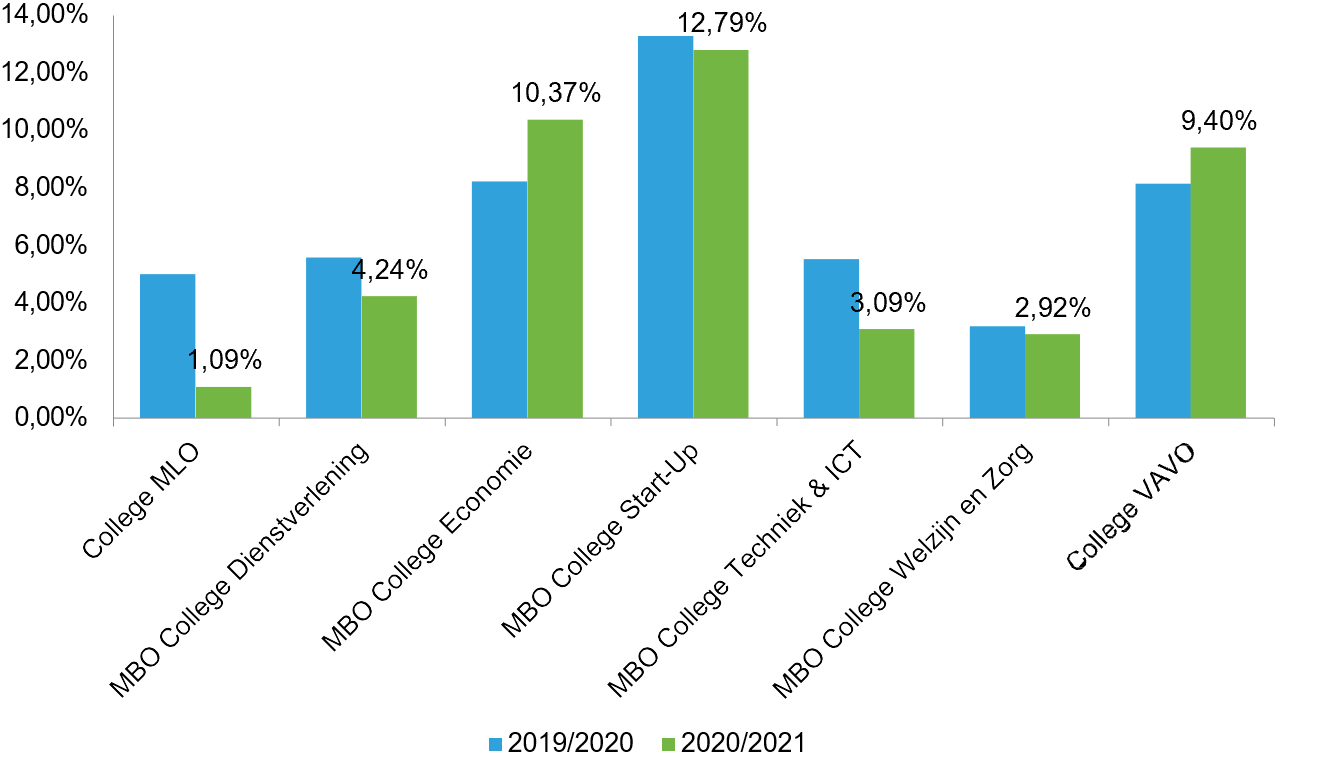 14,00%
12,00%
10,00%
8,00%
6,00%
4,00%
2,00%
0,00%
1,09%
4,24%
10,37%
12,79%
3,09%
2,92%
9,40%
College MLO
MBO College Dienstverlening
MBO College Economie
MBO College Start-Up
MBO College Techniek & ICT
MBO College Welzijn en Zorg
College VAVO
2019/2020
2020/2021